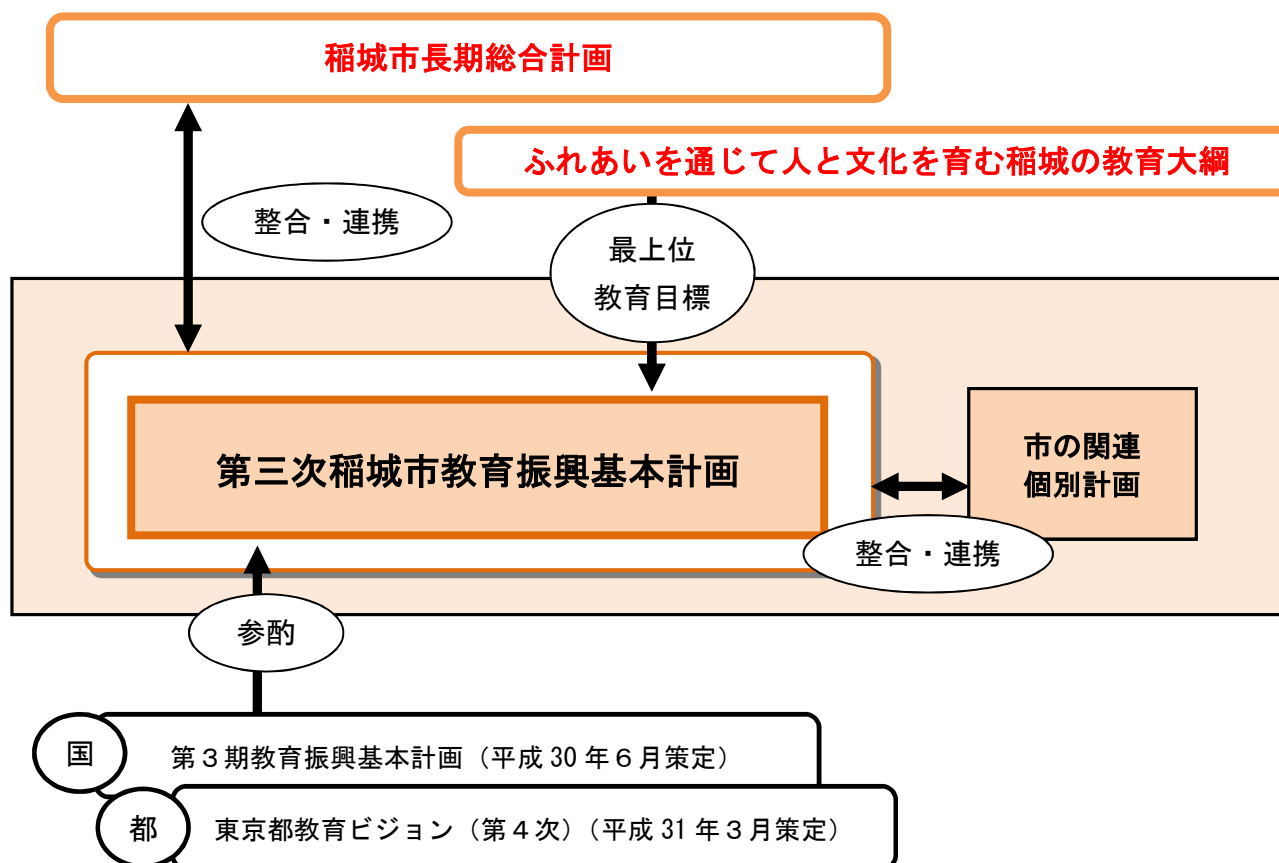 稲城市長期総合計画
ふれあいを通じて人と文化を育む稲城の教育大綱
整合・連携
最上位
教育目標
第三次稲城市教育振興基本計画
市の関連
個別計画
整合・連携
参酌
国
第３期教育振興基本計画（平成 30 年６月策定）
都
東京都教育ビジョン（第４次）（平成 31 年３月策定）